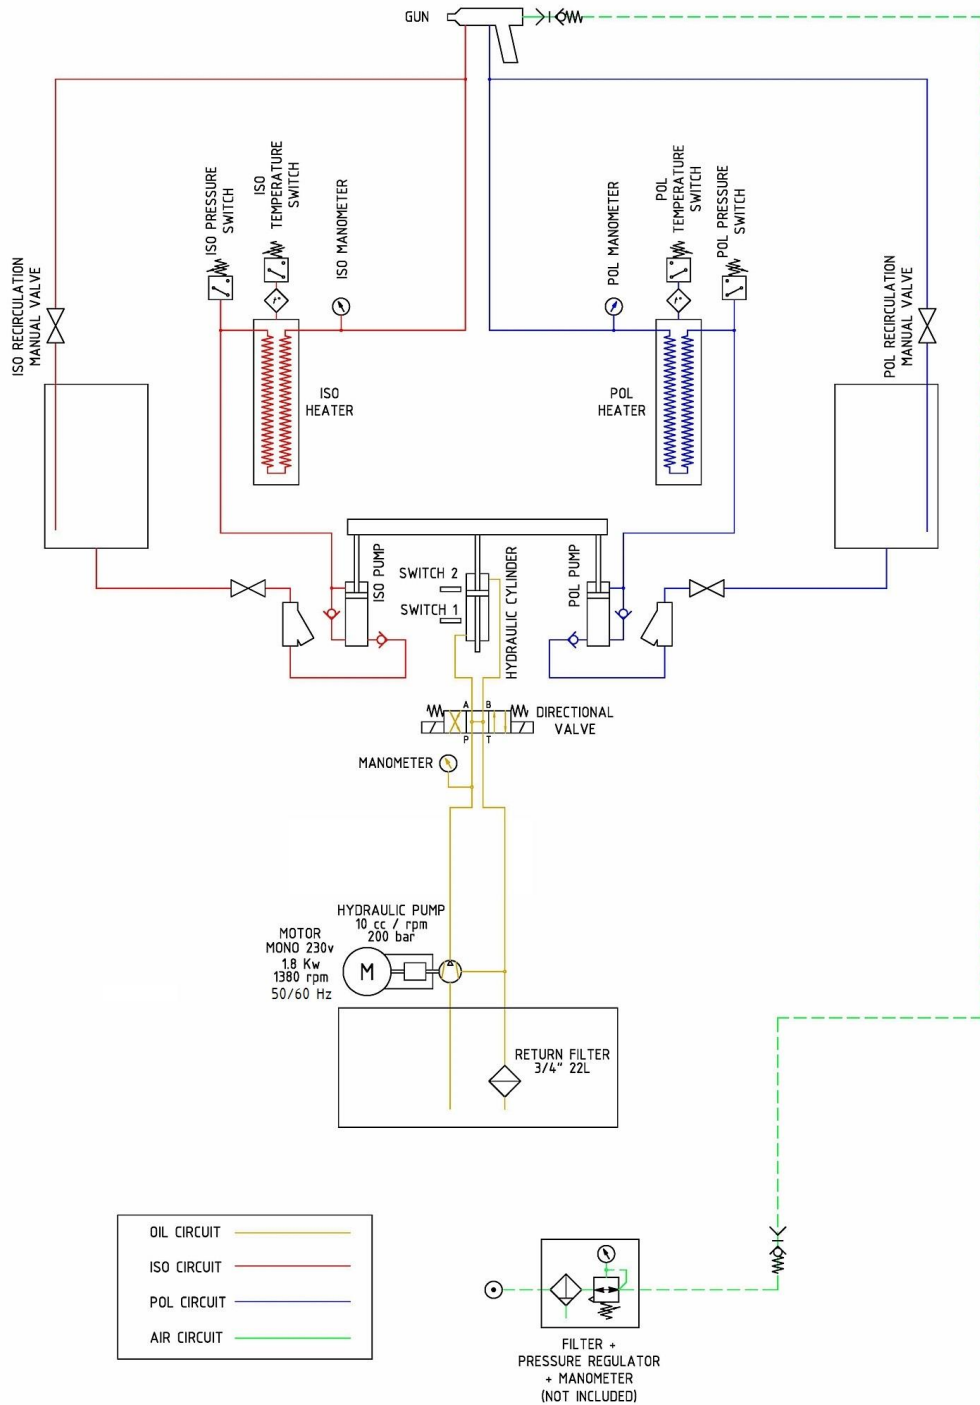 GUN
ISO PRESSURE
SWITCH
ISO
TEMPERATURE
SWITCH
ISO MANOMETER
POL MANOMETER
POL
TEMPERATURE
SWITCH
POL PRESSURE
SWITCH
ISO RECIRCULATION
MANUAL VALVE
POL RECIRCULATION
MANUAL VALVE
t°
t°
ISO
HEATER
POL
HEATER
ISO PUMP
SWITCH 2
SWITCH 1
HYDRAULIC CYLINDER
POL PUMP
A B
P T
DIRECTIONAL
VALVE
MANOMETER
HYDRAULIC PUMP
10 cc / rpm
200 bar
MOTOR
MONO 230v
1.8 Kw
1380 rpm
50/60 Hz
M
RETURN FILTER
3/4" 22L
OIL CIRCUIT
ISO CIRCUIT
POL CIRCUIT
AIR CIRCUIT
FILTER +
PRESSURE REGULATOR
+ MANOMETER
(NOT INCLUDED)